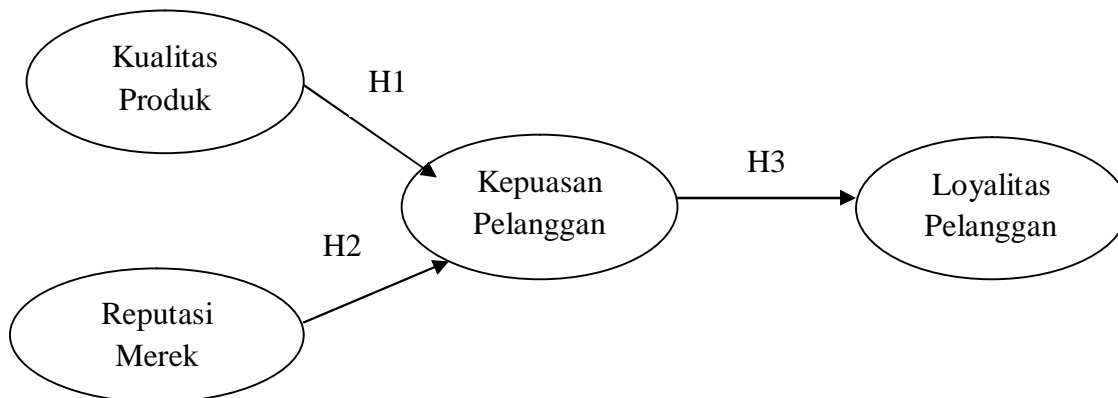 Kualitas
Produk
H1
Kepuasan
Pelanggan
H3
Loyalitas
Pelanggan
H2
Reputasi
Merek